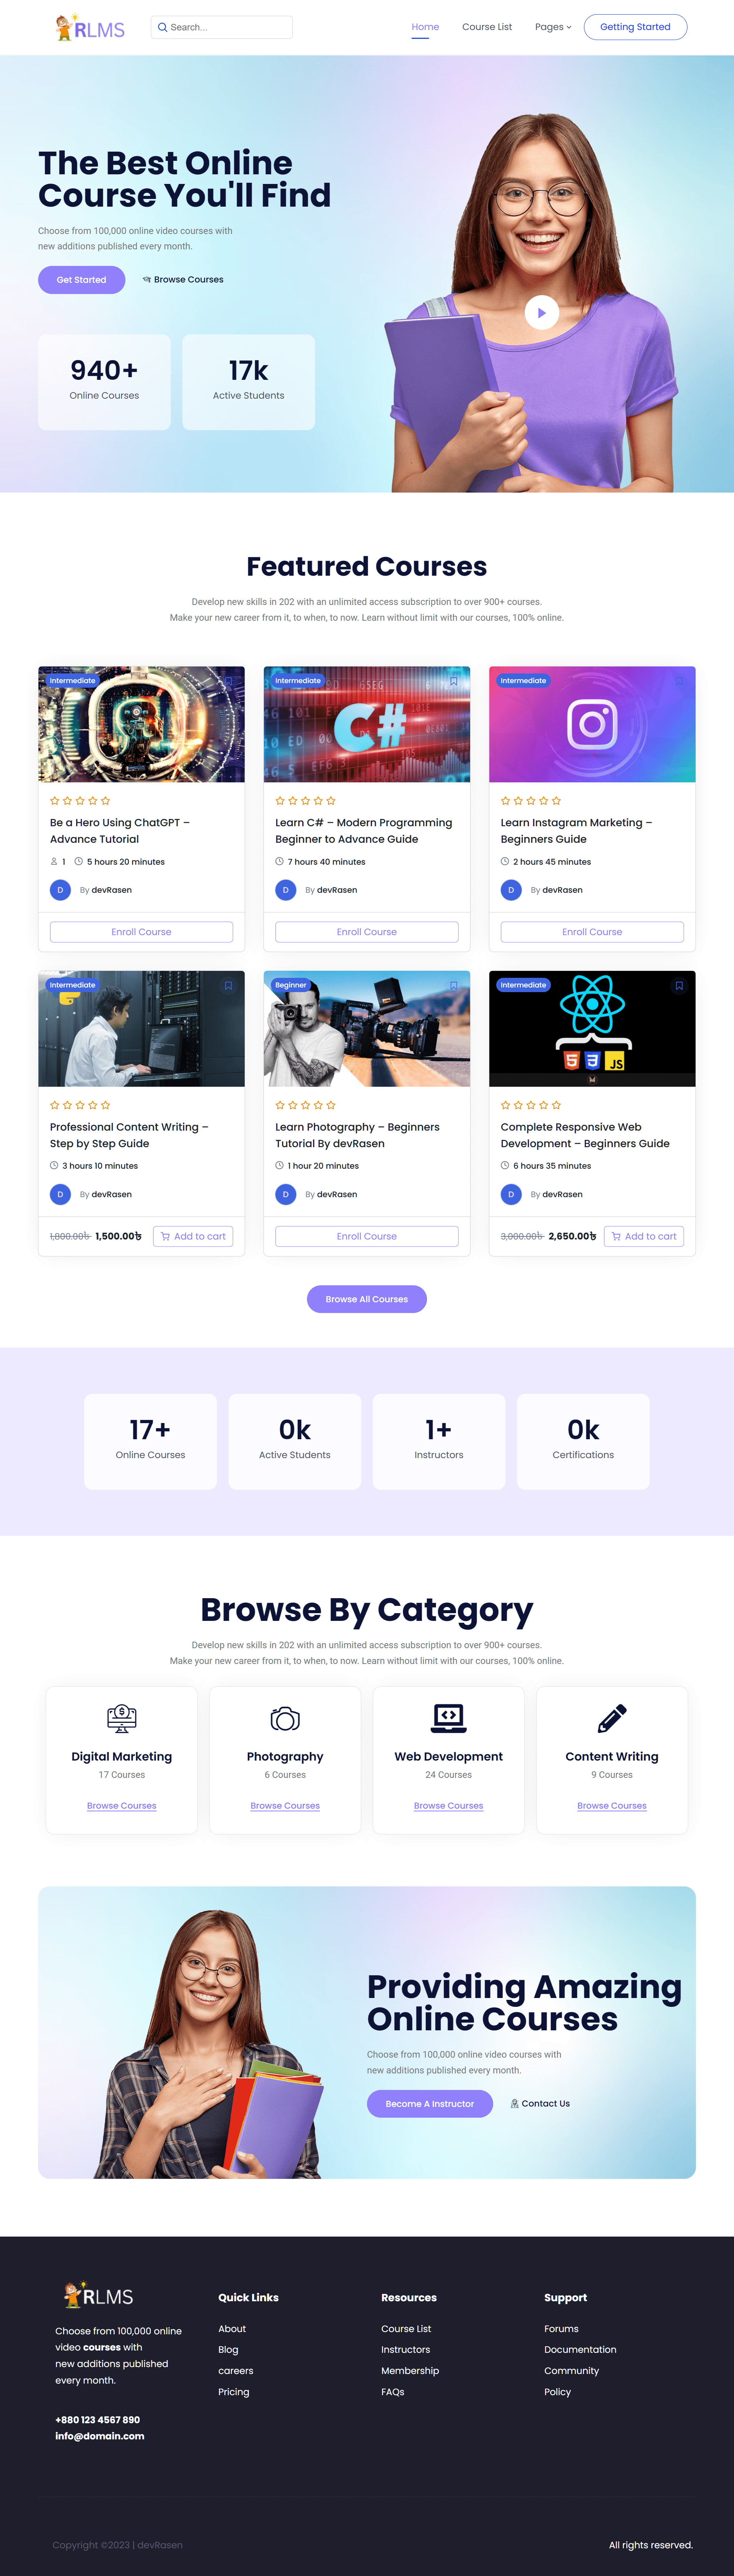 RLMS
Search...
Home
Course List
Pages
Getting Started
The Best Online
Course You'll Find
Choose from 100,000 online video courses with
new additions published every month.
Get Started
Browse Courses
940+
Online Courses
17k
Active Students
Featured Courses
Develop new skills in 202 with an unlimited access subscription to over 900+ courses.
Make your new career from it, to when, to now. Learn without limit with our courses, 100% online.
Intermediate
Be a Hero Using ChatGPT –
Advance Tutorial
1
5 hours 20 minutes
D
By devRasen
Enroll Course
Intermediate
C#
Learn C# – Modern Programming
Beginner to Advance Guide
7 hours 40 minutes
D
By devRasen
Enroll Course
Intermediate
Learn Instagram Marketing –
Beginners Guide
2 hours 45 minutes
D
By devRasen
Enroll Course
Intermediate
Professional Content Writing –
Step by Step Guide
3 hours 10 minutes
D
By devRasen
1,800.00৳ 1,500.00৳
Add to cart
Beginner
Learn Photography – Beginners
Tutorial By devRasen
1 hour 20 minutes
D
By devRasen
Enroll Course
Intermediate
5
3
JS
Complete Responsive Web
Development – Beginners Guide
6 hours 35 minutes
D
By devRasen
3,000.00৳ 2,650.00৳
Add to cart
Browse All Courses
17+
Online Courses
0k
Active Students
1+
Instructors
0k
Certifications
Browse By Category
Develop new skills in 202 with an unlimited access subscription to over 900+ courses.
Make your new career from it, to when, to now. Learn without limit with our courses, 100% online.
Digital Marketing
17 Courses
Browse Courses
Photography
6 Courses
Browse Courses
Web Development
24 Courses
Browse Courses
Content Writing
9 Courses
Browse Courses
Providing Amazing
Online Courses
Choose from 100,000 online video courses with
new additions published every month.
Become A Instructor
Contact Us
RLMS
Choose from 100,000 online
video courses with
new additions published
every month.
+880 123 4567 890
info@domain.com
Quick Links
About
Blog
careers
Pricing
Resources
Course List
Instructors
Membership
FAQs
Support
Forums
Documentation
Community
Policy
Copyright ©2023 | devRasen
All rights reserved.